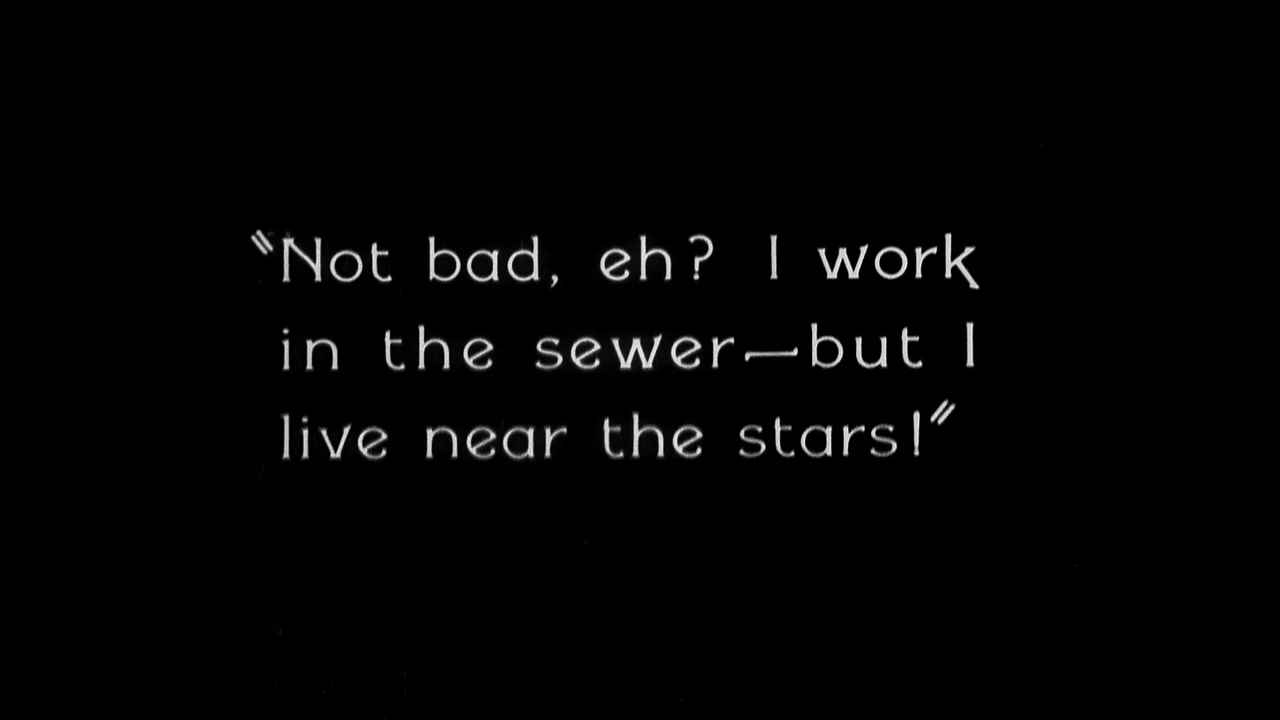 "Not bad, eh? I work
in the sewer—but I
live near the stars!"